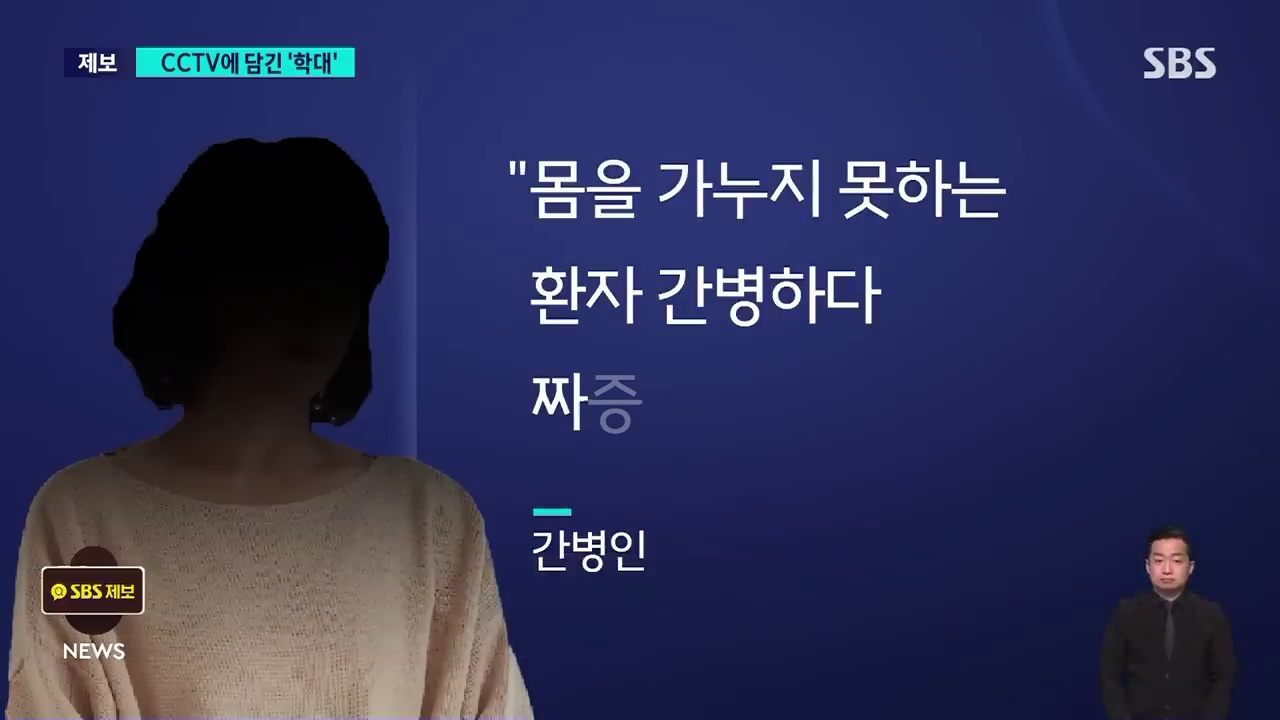 제보 CCTV에 담긴 '학대'
SBS
"몸을 가누지 못하는
환자 간병하다
짜증
간병인
SBS 제보
NEWS